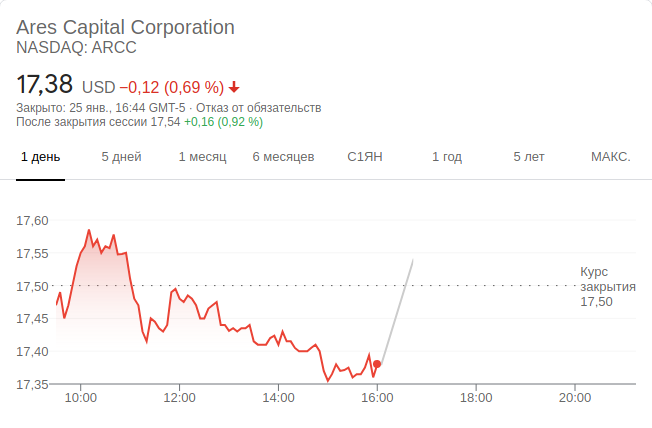 Ares Capital Corporation
NASDAQ: ARCC
17,38 USD −0,12 (0,69 %)
Закрыто: 25 янв., 16:44 GMT-5 · Отказ от обязательств
После закрытия сессии 17,54 +0,16 (0,92 %)
1 день 5 дней 1 месяц 6 месяцев С1ЯН 1 год 5 лет МАКС.
17,60
17,55
17,50
17,45
17,40
17,35
Курс
закрытия
17,50
10:00 12:00 14:00 16:00 18:00 20:00